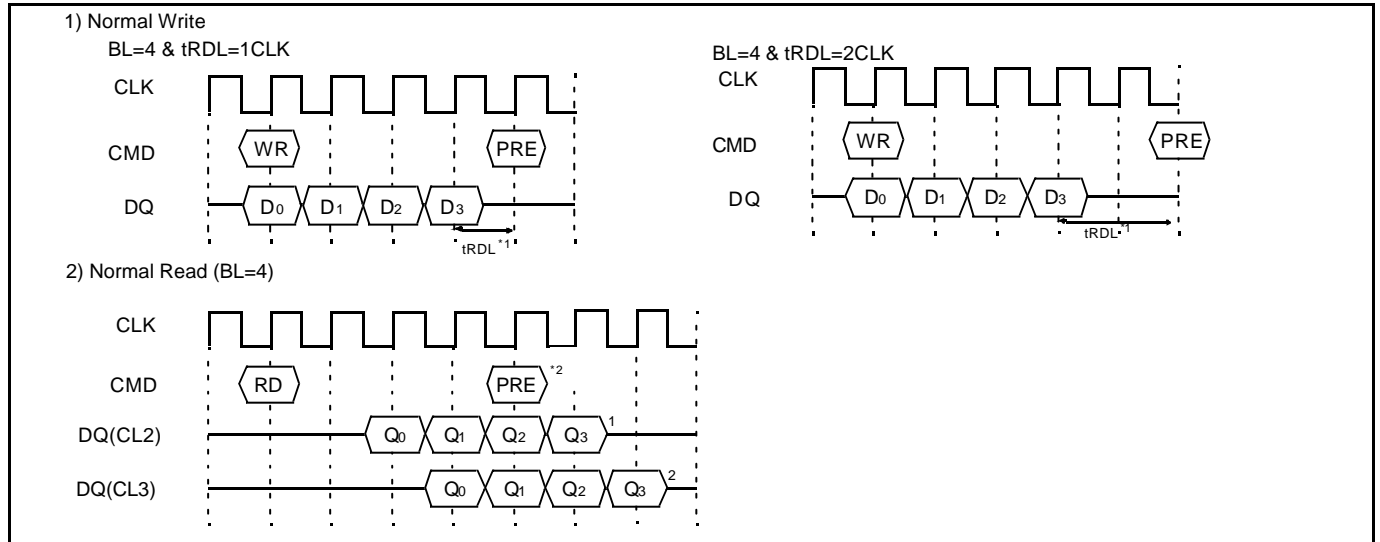 1) Normal Write
BL=4 & tRDL=1CLK
CLK
CMD WR PRE
DQ D0 D1 D2 D3
tRDL*1
BL=4 & tRDL=2CLK
CLK
CMD WR PRE
DQ D0 D1 D2 D3
tRDL*1
2) Normal Read (BL=4)
CLK
CMD RD PRE *2
DQ(CL2) Q0 Q1 Q2 Q3 1
DQ(CL3) Q0 Q1 Q2 Q3 2